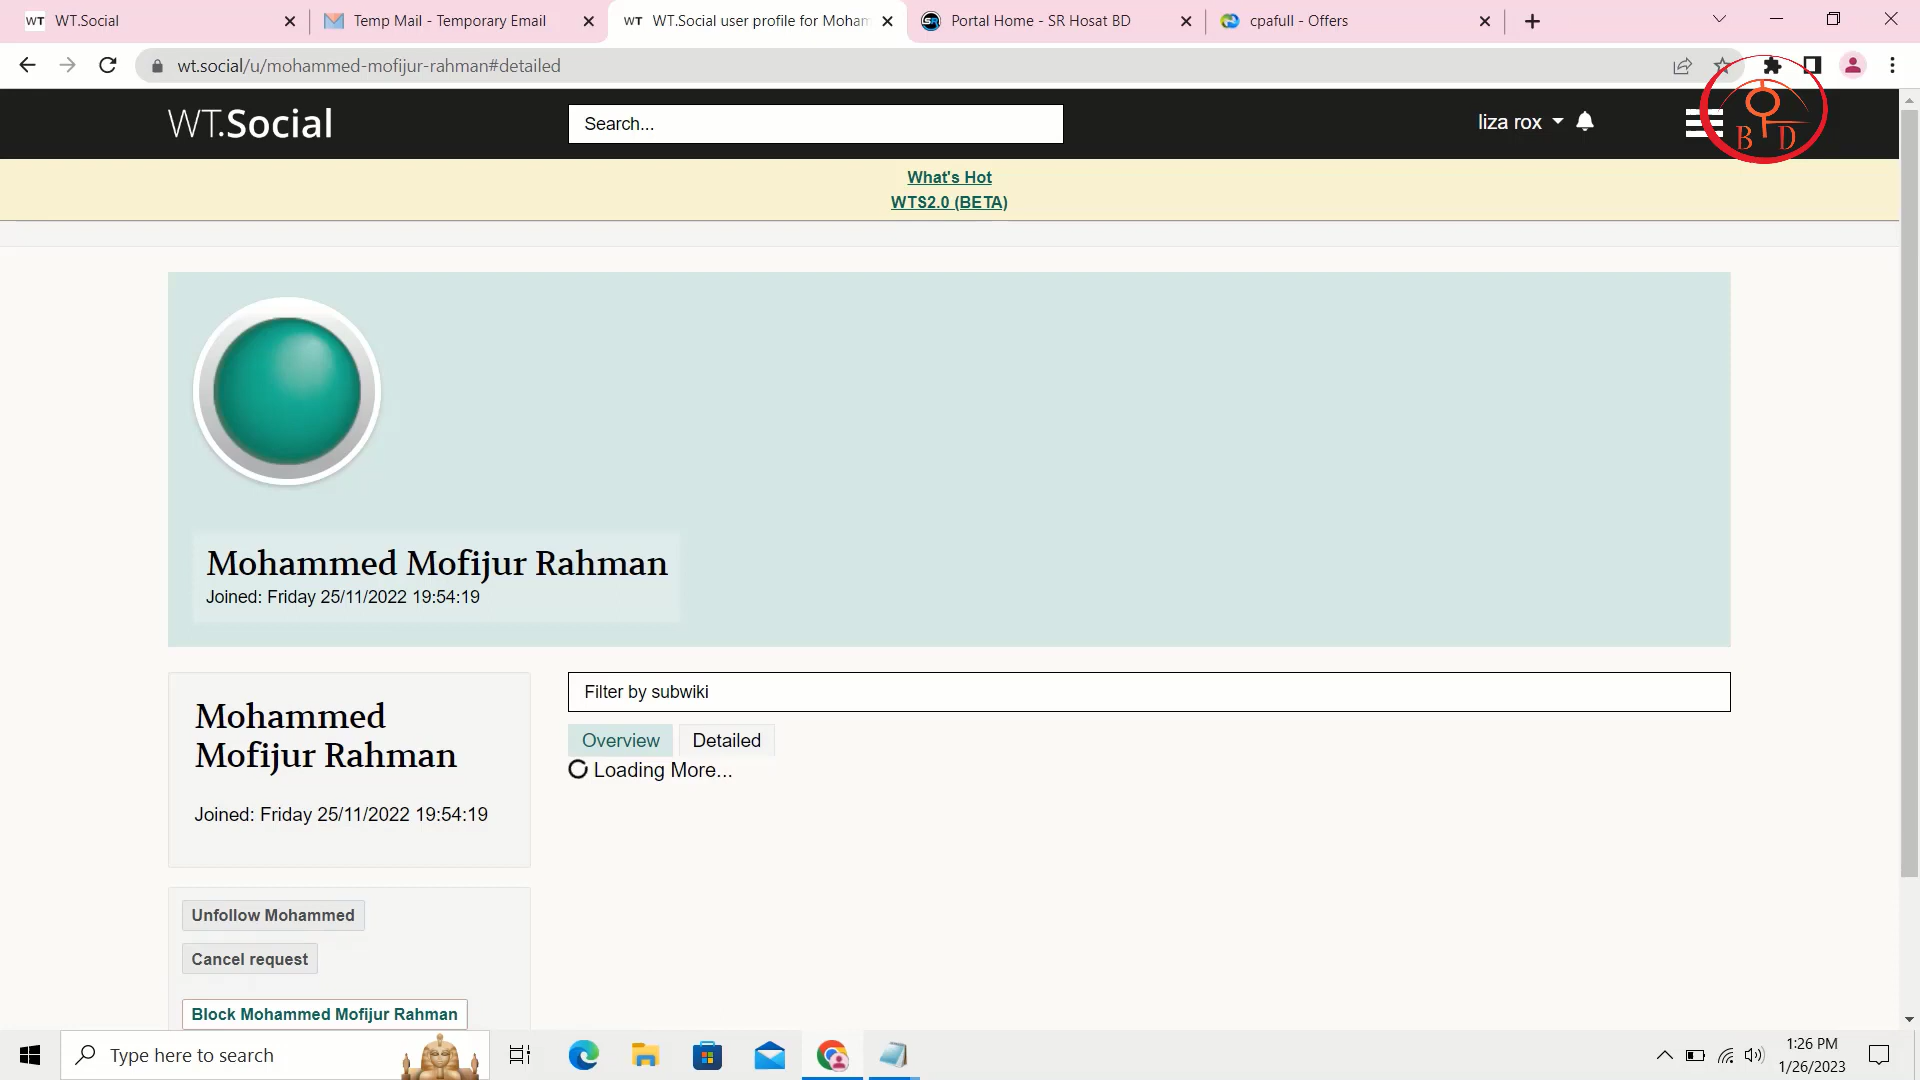 WT WT.Social
Temp Mail - Temporary Email
WT WT.Social user profile for Moham
SR Portal Home - SR Hosat BD
cpafull - Offers
wt.social/u/mohammed-mofijur-rahman#detailed
WT.Social
Search...
liza rox
B D
What's Hot
WTS2.0 (BETA)
Mohammed Mofijur Rahman
Joined: Friday 25/11/2022 19:54:19
Mohammed
Mofijur Rahman
Joined: Friday 25/11/2022 19:54:19
Unfollow Mohammed
Cancel request
Block Mohammed Mofijur Rahman
Filter by subwiki
Overview Detailed
Loading More...
Type here to search
1:26 PM
1/26/2023